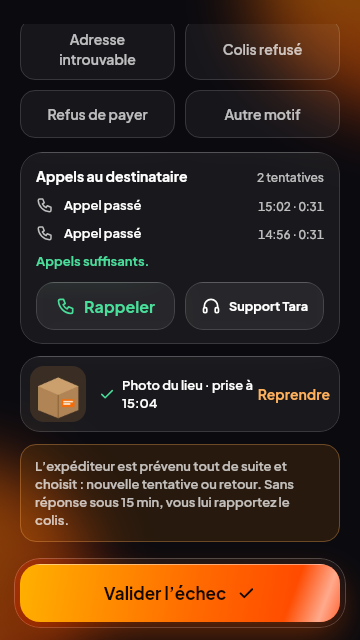 Adresse
introuvable
Colis refusé
Refus de payer
Autre motif
Appels au destinataire
2 tentatives
Appel passé
15:02 · 0:31
Appel passé
14:56 · 0:31
Appels suffisants.
Rappeler
Support Tara
Photo du lieu · prise à
15:04
Reprendre
L’expéditeur est prévenu tout de suite et
choisit : nouvelle tentative ou retour. Sans
réponse sous 15 min, vous lui rapportez le
colis.
Valider l’échec